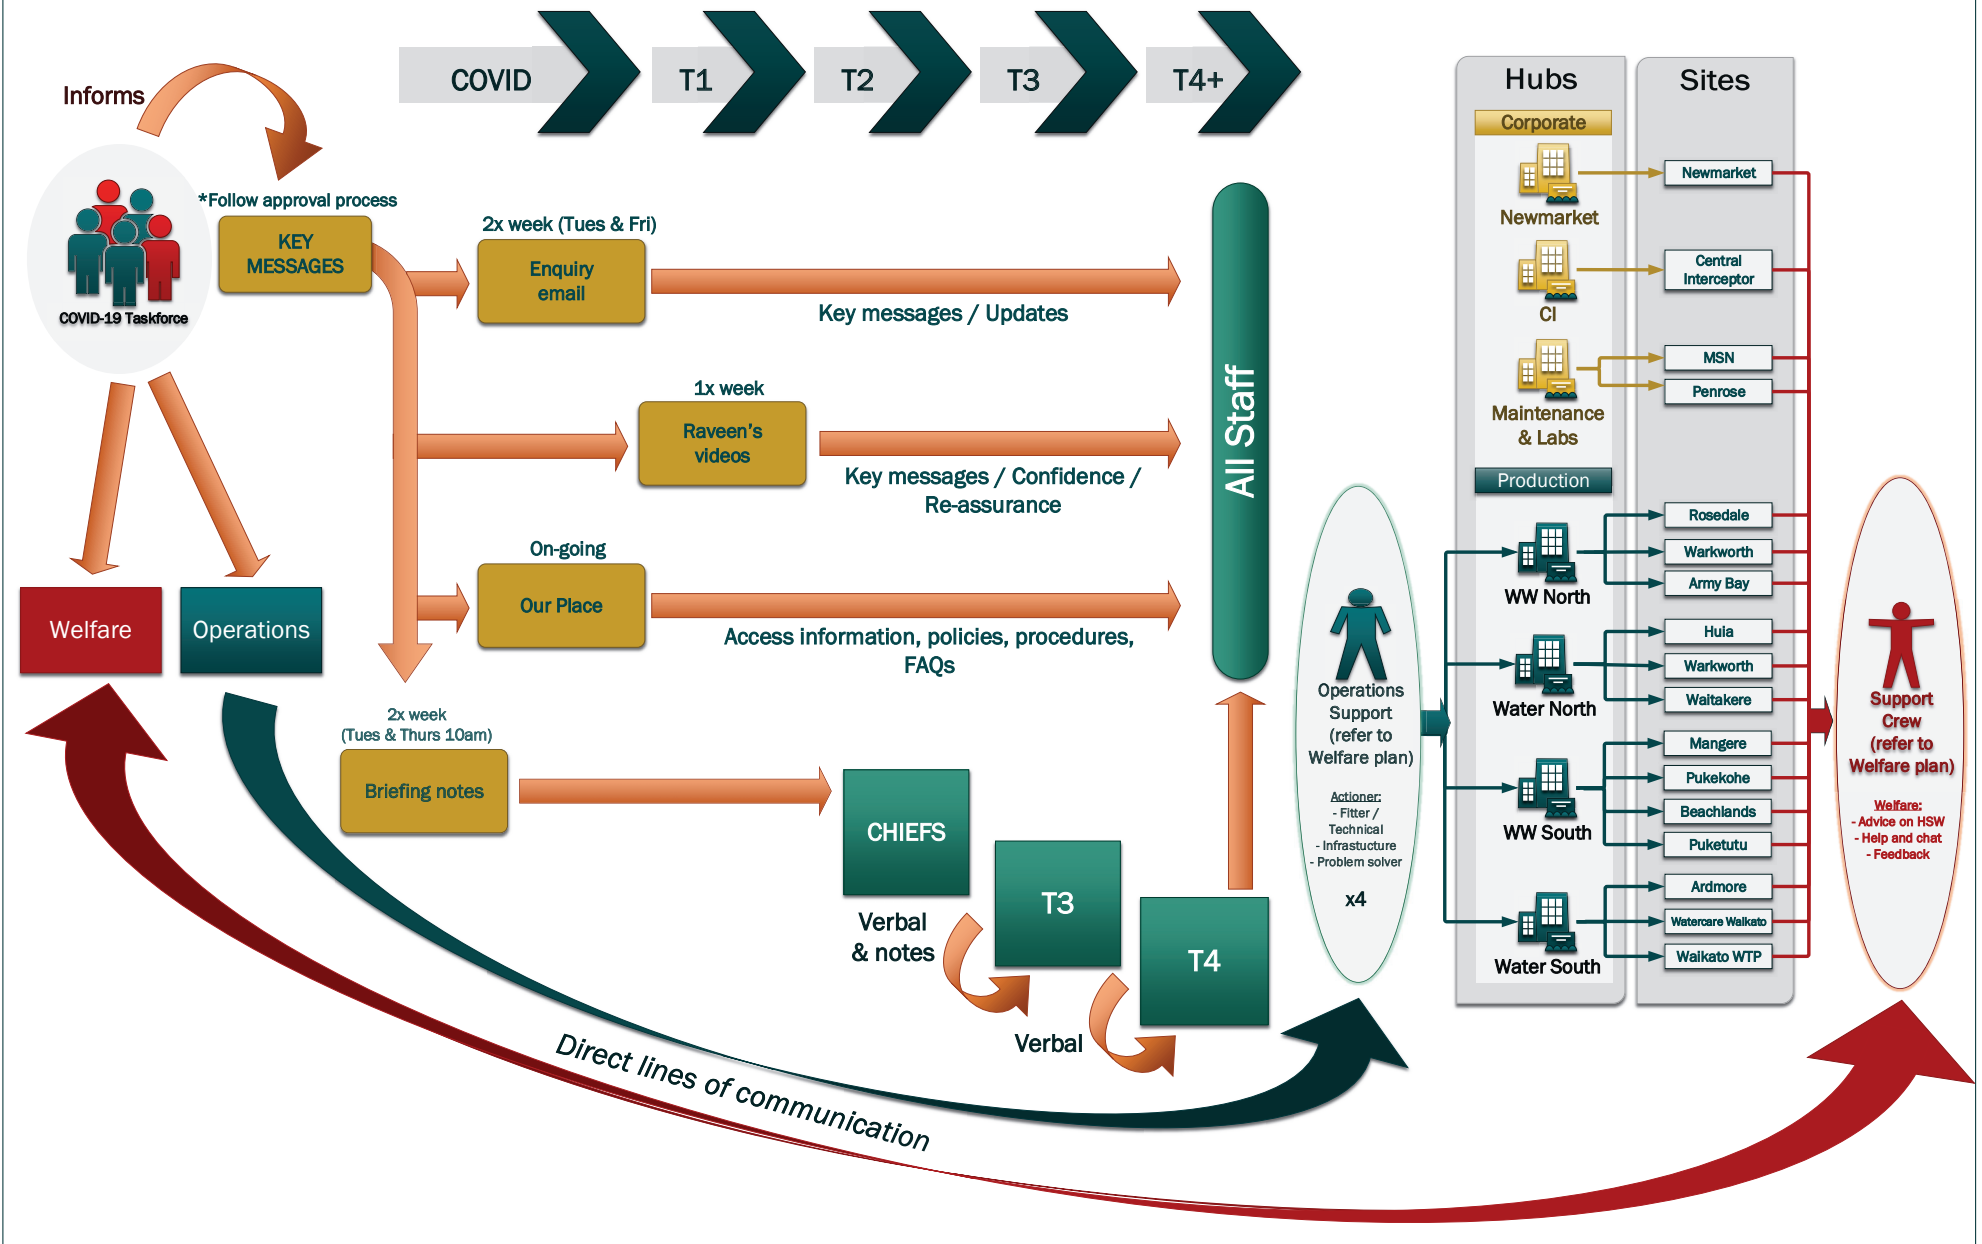 COVID
T1
T2
T3
T4+
Informs
COVID-19 Taskforce
*Follow approval process
KEY
MESSAGES
2x week (Tues & Fri)
Enquiry
email
Key messages / Updates
1x week
Raveen's
videos
Key messages / Confidence /
Re-assurance
On-going
Our Place
Access information, policies, procedures,
FAQs
All Staff
Welfare
Operations
2x week
(Tues & Thurs 10am)
Briefing notes
CHIEFS
Verbal
& notes
T3
Verbal
T4
Direct lines of communication
Operations
Support
(refer to
Welfare plan)
Actioner:
- Fitter /
Technical
- Infrastucture
- Problem solver
x4
Hubs
Corporate
Newmarket
CI
Maintenance
& Labs
Production
WW North
Water North
WW South
Water South
Sites
Newmarket
Central
Interceptor
MSN
Penrose
Rosedale
Warkworth
Army Bay
Huia
Warkworth
Waitakere
Mangere
Pukekohe
Beachlands
Puketutu
Ardmore
Watercare Waikato
Waikato WTP
Support
Crew
(refer to
Welfare plan)
Welfare:
- Advice on HSW
- Help and chat
- Feedback